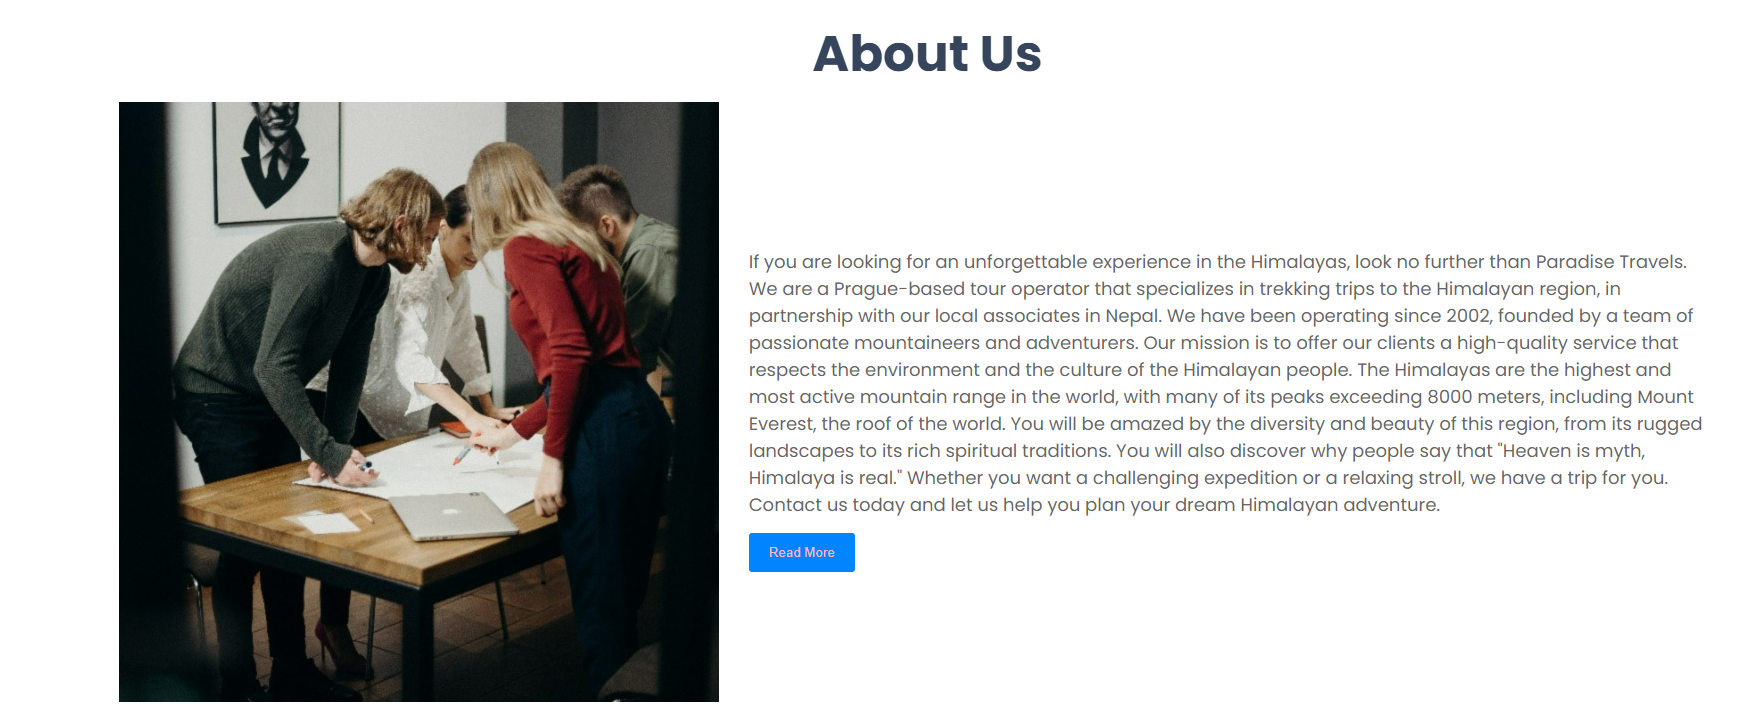 About Us
If you are looking for an unforgettable experience in the Himalayas, look no further than Paradise Travels.
We are a Prague-based tour operator that specializes in trekking trips to the Himalayan region, in
partnership with our local associates in Nepal. We have been operating since 2002, founded by a team of
passionate mountaineers and adventurers. Our mission is to offer our clients a high-quality service that
respects the environment and the culture of the Himalayan people. The Himalayas are the highest and
most active mountain range in the world, with many of its peaks exceeding 8000 meters, including Mount
Everest, the roof of the world. You will be amazed by the diversity and beauty of this region, from its rugged
landscapes to its rich spiritual traditions. You will also discover why people say that "Heaven is myth,
Himalaya is real." Whether you want a challenging expedition or a relaxing stroll, we have a trip for you.
Contact us today and let us help you plan your dream Himalayan adventure.
Read More